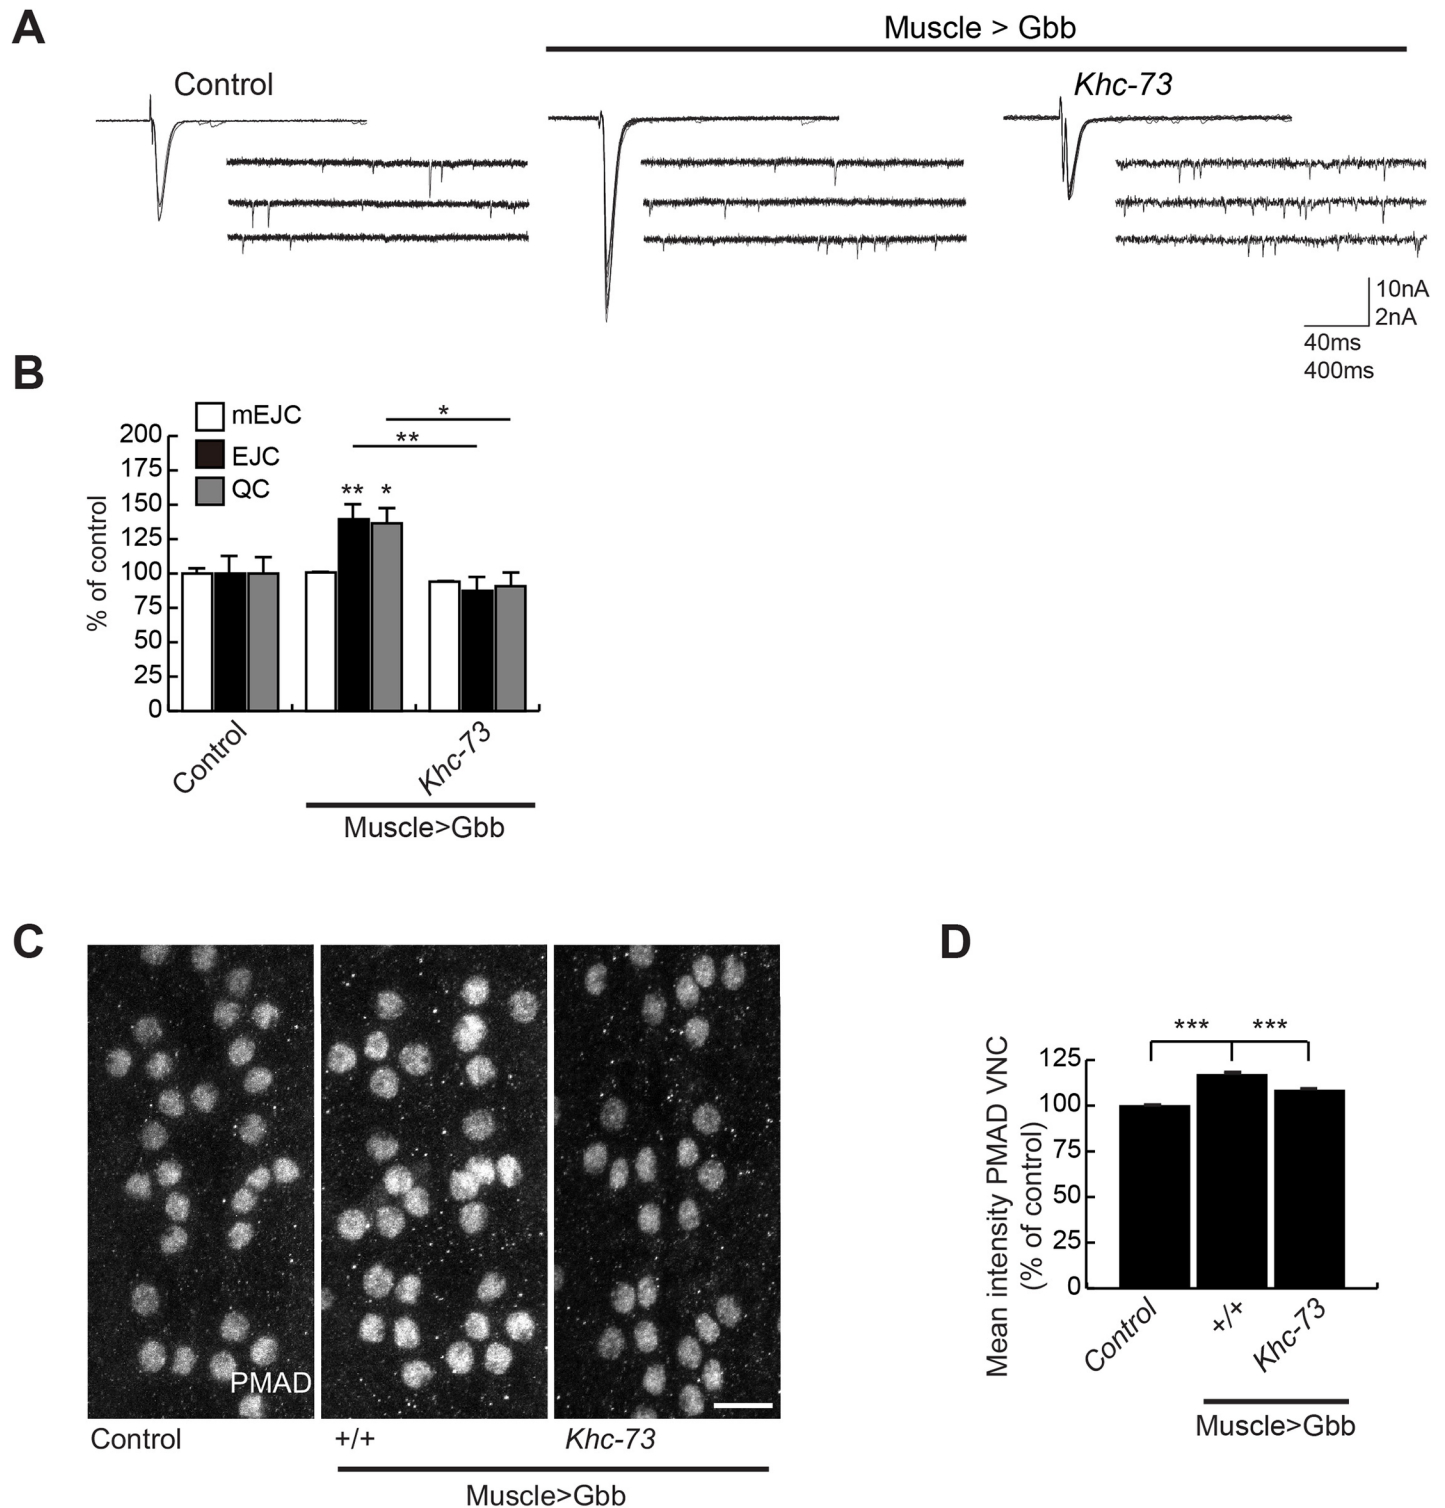 A
Muscle > Gbb
Control
Khc-73
10nA
2nA
40ms
400ms
B
mEJC
EJC
QC
*
**
** *
200
175
150
125
100
75
50
25
0
% of control
Control
Khc-73
Muscle>Gbb
C
PMAD
Control
+/+
Khc-73
Muscle>Gbb
D
*** ***
125
100
75
50
25
0
Mean intensity PMAD VNC
(% of control)
Control
+/+
Khc-73
Muscle>Gbb